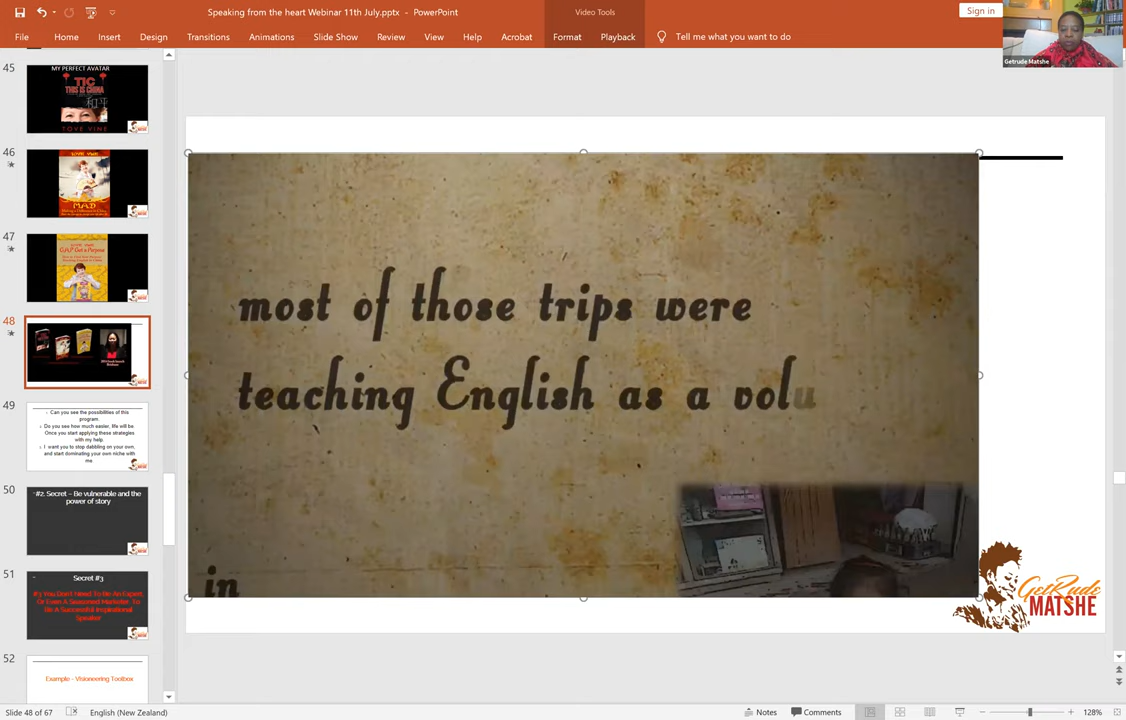 Speaking from the heart Webinar 11th July.pptx - PowerPoint
Video Tools
Sign in
File Home Insert Design Transitions Animations Slide Show Review View Help Acrobat Format Playback Tell me what you want to do
Getrude Matshe
45
MY PERFECT AVATAR
TIC
THIS IS CHINA
和平
TOVE VINE
46
MAD
47
48
49
Can you see the possibilities of this
program.
Do you see how much easier, life will be
Once you start applying these strategies
with my help
I want you to stop dabbling on your own,
and start dominating your own niche with
me
50
#2. Secret – Be vulnerable and the
power of story
51
Secret #3
#3 You Don't Need To Be An Expert,
Or Even A Seasoned Marketer To
Be A Successful Inspirational
Speaker
52
Example - Visioneering Toolbox
most of those trips were
teaching English as a volu
in
GetRude
MATSHE
Slide 48 of 67 English (New Zealand) Notes Comments 128%